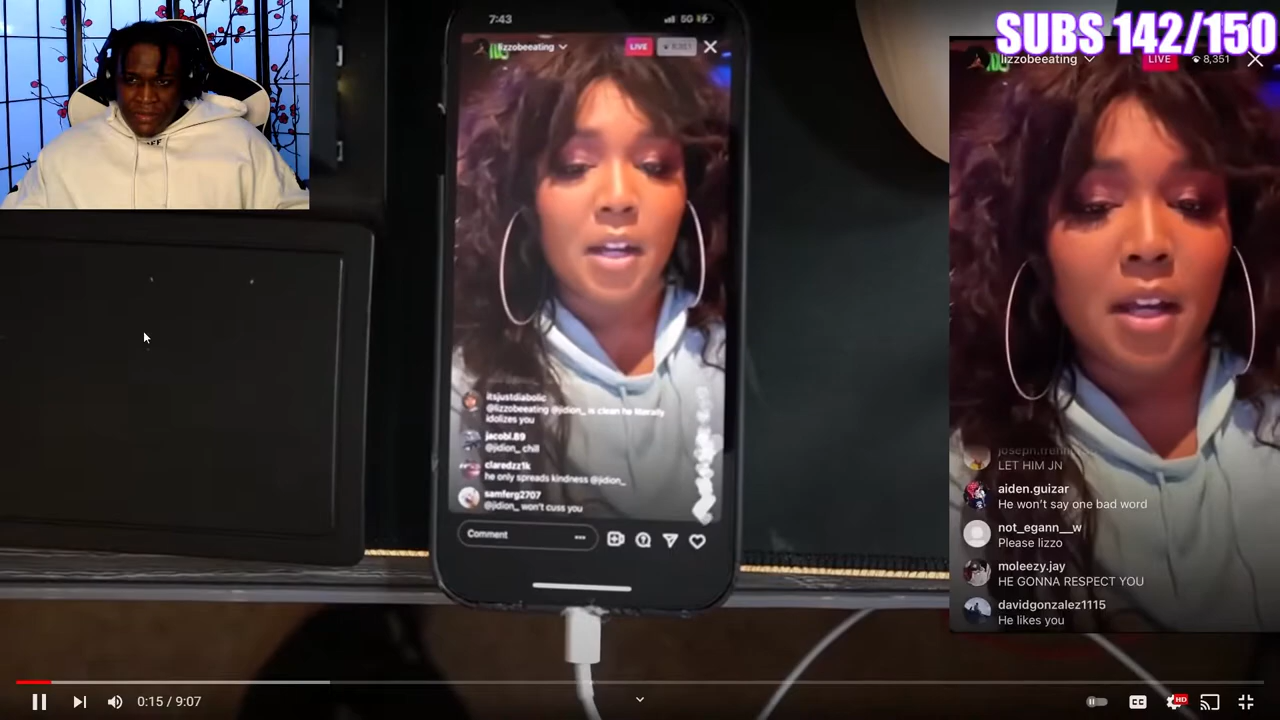 SUBS 142/150
7:43
5G
lizzobeeating
LIVE
itsjustdiabolic
@lizzobeeating @jidion_ is clean he literally
idolizes you
jacobl.89
@jidion_ chill
claredzz1k
he only spreads kindness @jidion_
samferg2707
@jidion_ won't cuss you
Comment
lizzobeeating
LIVE
8,351
LET HIM JN
aiden.guizar
He won't say one bad word
not_egann__w
Please lizzo
moleezy.jay
HE GONNA RESPECT YOU
davidgonzalez1115
He likes you
0:15 / 9:07
CC
HD